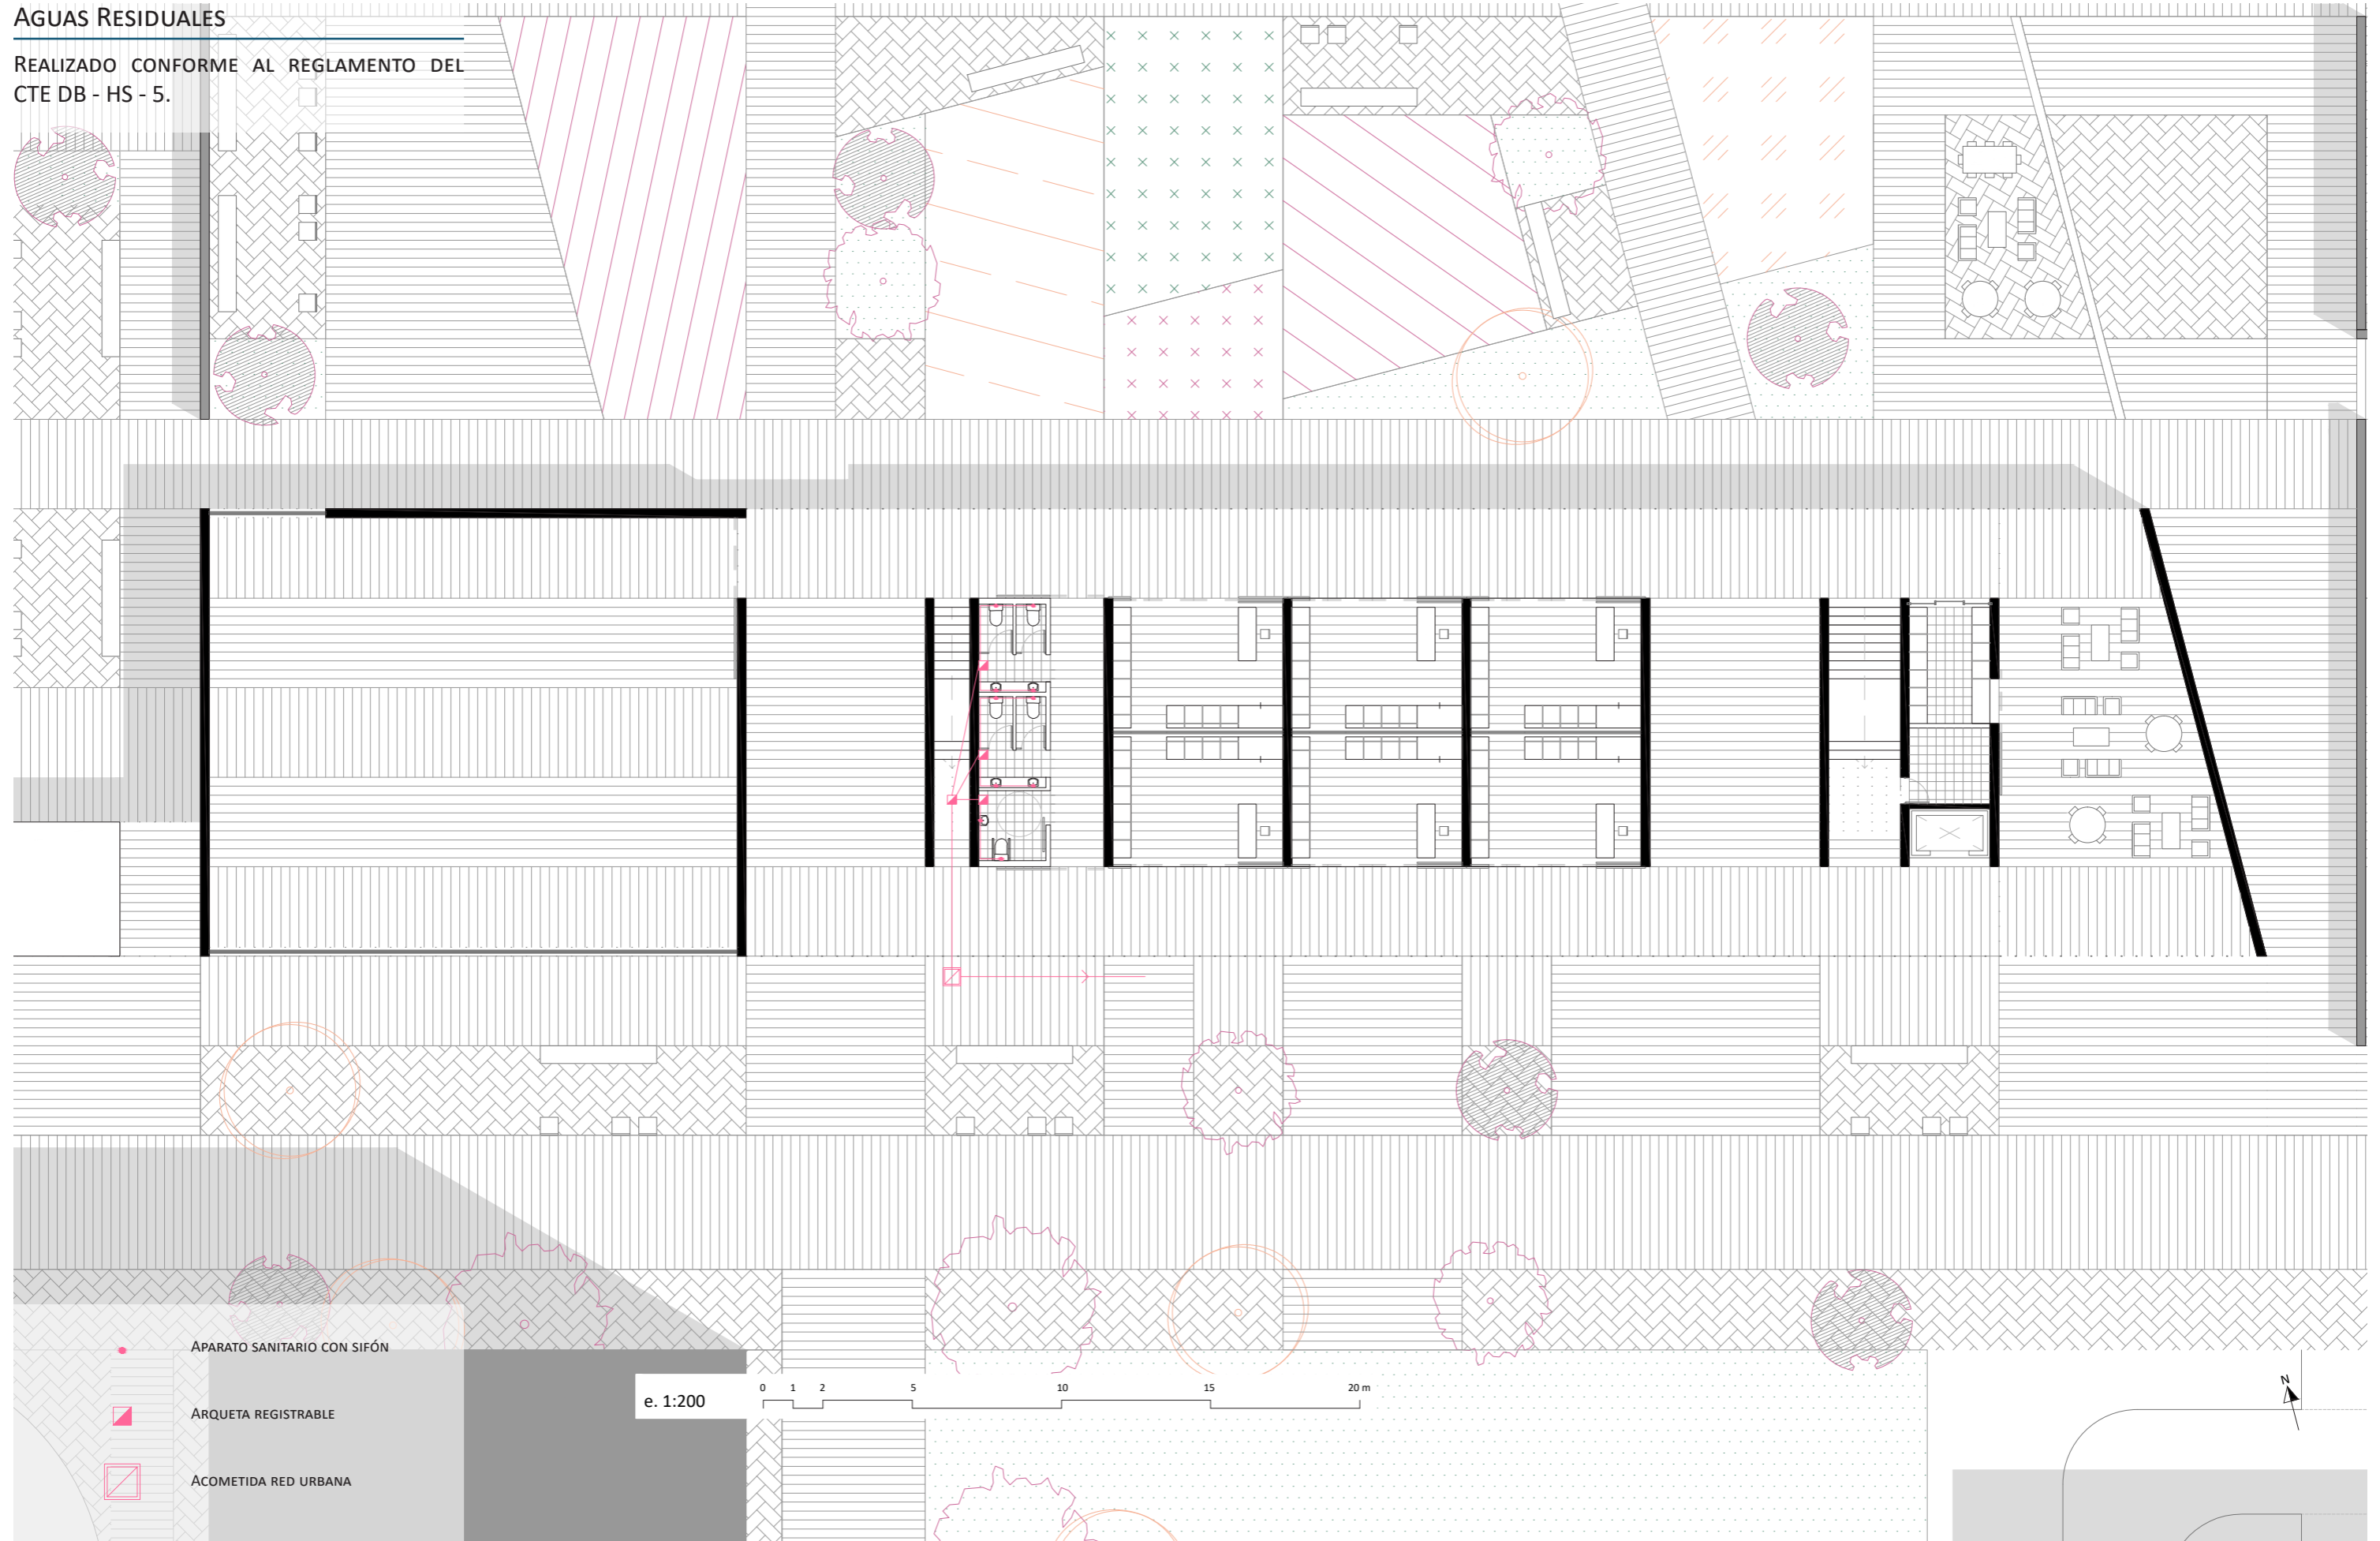 Aguas Residuales
Realizado conforme al reglamento del
CTE DB - HS - 5.
Aparato sanitario con sifón
Arqueta registrable
Acometida red urbana
e. 1:200
0 1 2 5 10 15 20 m
N